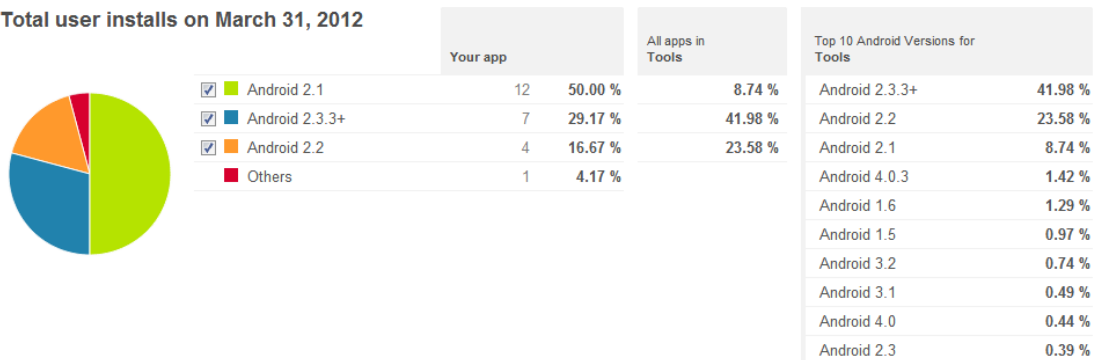 Total user installs on March 31, 2012
Your app
All apps in
Tools
Top 10 Android Versions for
Tools
Android 2.1 12 50.00 % 8.74 %
Android 2.3.3+ 7 29.17 % 41.98 %
Android 2.2 4 16.67 % 23.58 %
Others 1 4.17 %
Android 2.3.3+ 41.98 %
Android 2.2 23.58 %
Android 2.1 8.74 %
Android 4.0.3 1.42 %
Android 1.6 1.29 %
Android 1.5 0.97 %
Android 3.2 0.74 %
Android 3.1 0.49 %
Android 4.0 0.44 %
Android 2.3 0.39 %